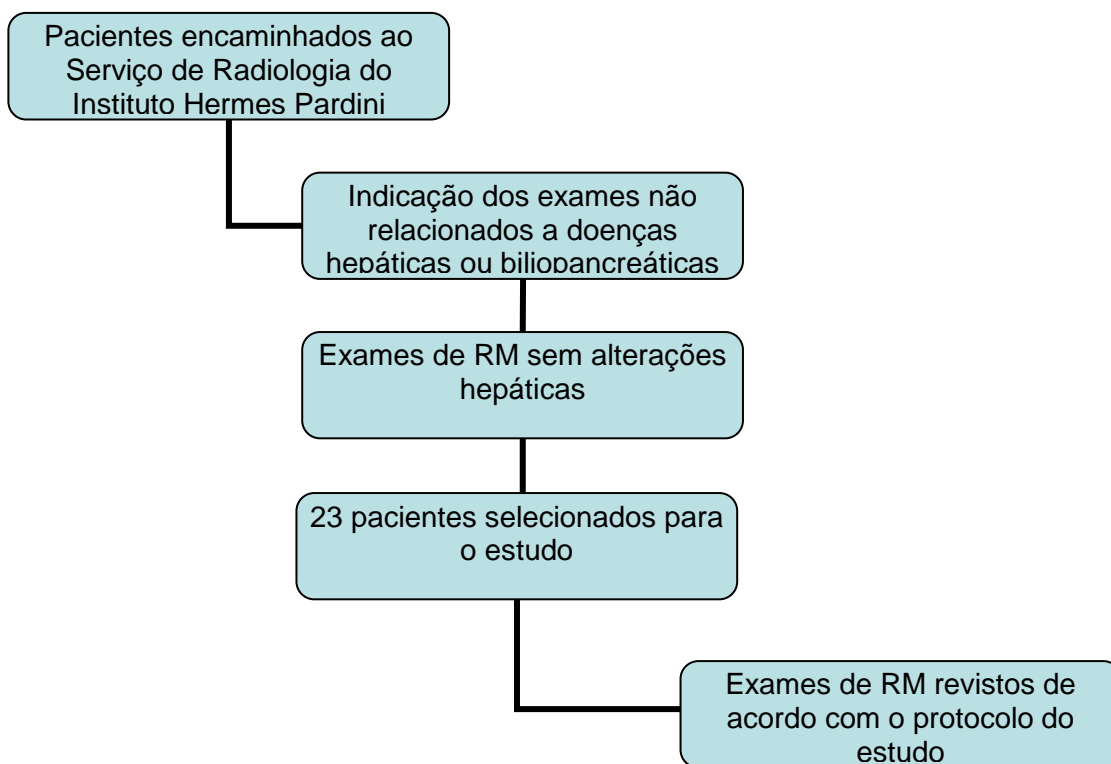 Pacientes encaminhados ao
Serviço de Radiologia do
Instituto Hermes Pardini
Indicação dos exames não
relacionados a doenças
hepáticas ou biliopancreáticas
Exames de RM sem alterações
hepáticas
23 pacientes selecionados para
o estudo
Exames de RM revistos de
acordo com o protocolo do
estudo